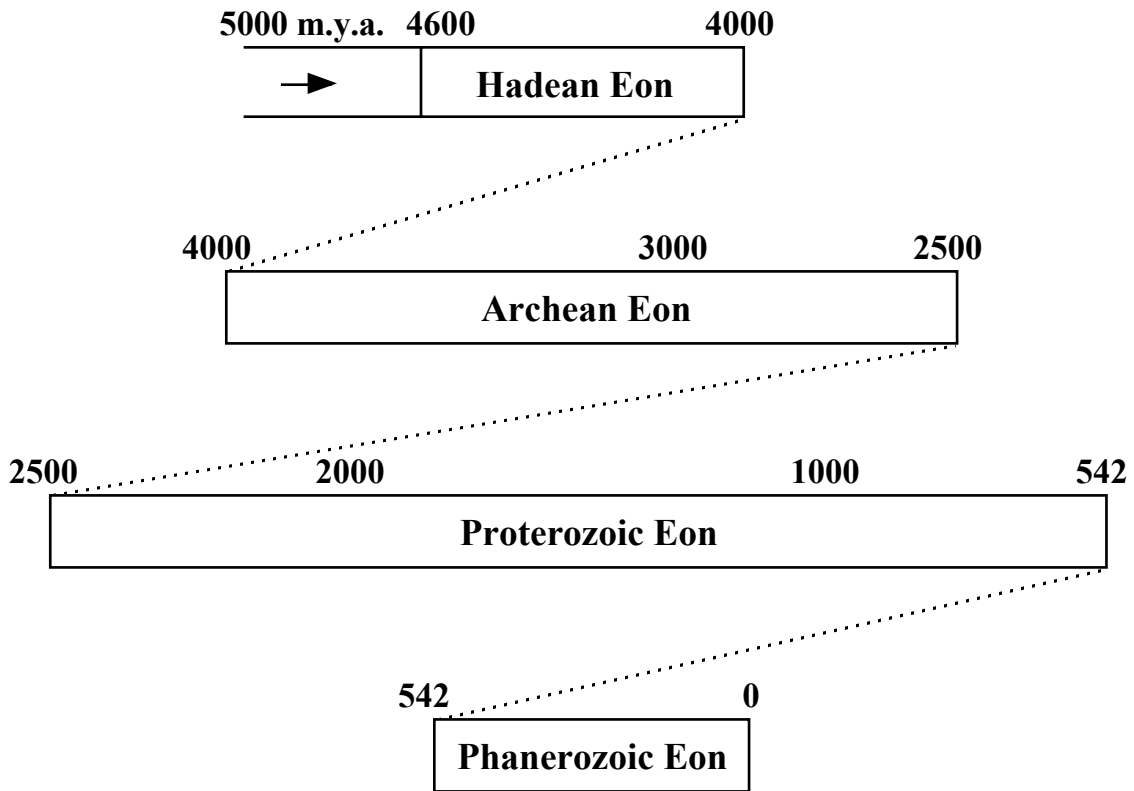 5000 m.y.a. 4600 4000
Hadean Eon
4000 3000 2500
Archean Eon
2500 2000 1000 542
Proterozoic Eon
542 0
Phanerozoic Eon